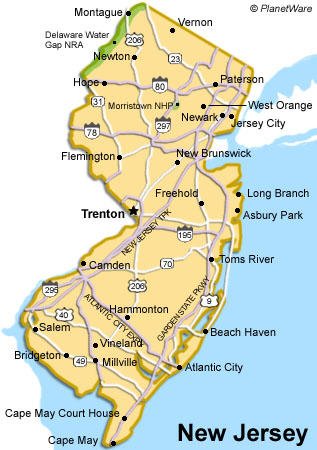 © PlanetWare
Montague
Vernon
Delaware Water
Gap NRA
206
Newton
23
Hope
80
Paterson
31
Morristown NHP
West Orange
Newark
Jersey City
78
297
Flemington
New Brunswick
Freehold
Long Branch
Trenton
Asbury Park
NEW JERSEY TPK
195
Camden
70
Toms River
295
206
9
40
ATLANTIC CITY EXPY
GARDEN STATE PKWY
Hammonton
Salem
Beach Haven
Vineland
Bridgeton
49
Millville
Atlantic City
Cape May Court House
New Jersey
Cape May